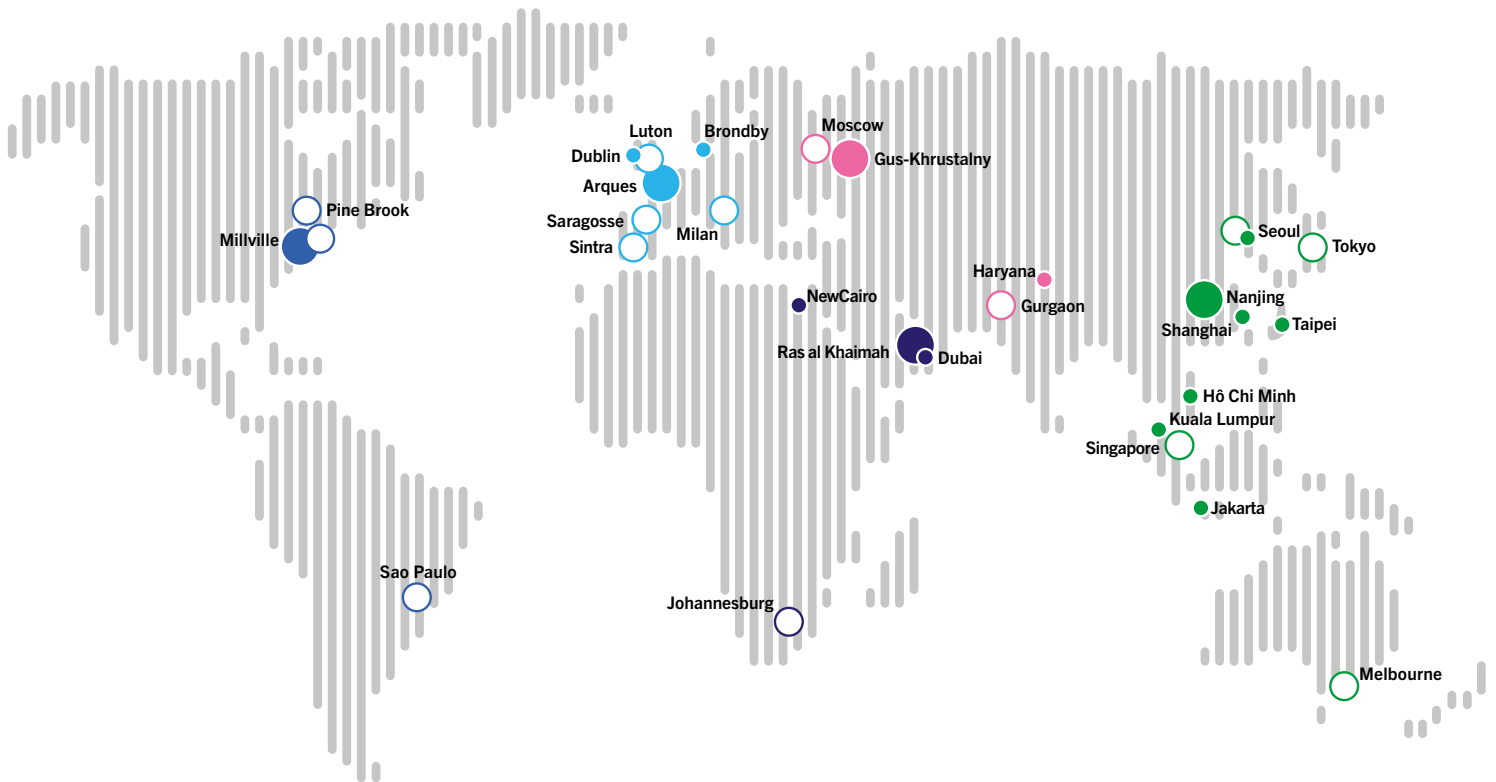 Luton
Brondby
Moscow
Dublin
Gus-Khrustalny
Arques
Pine Brook
Saragosse
Milan
Seoul
Millville
Sintra
Tokyo
Haryana
NewCairo
Nanjing
Gurgaon
Shanghai
Taipei
Ras al Khaimah
Dubai
Hô Chi Minh
Kuala Lumpur
Singapore
Jakarta
Sao Paulo
Johannesburg
Melbourne